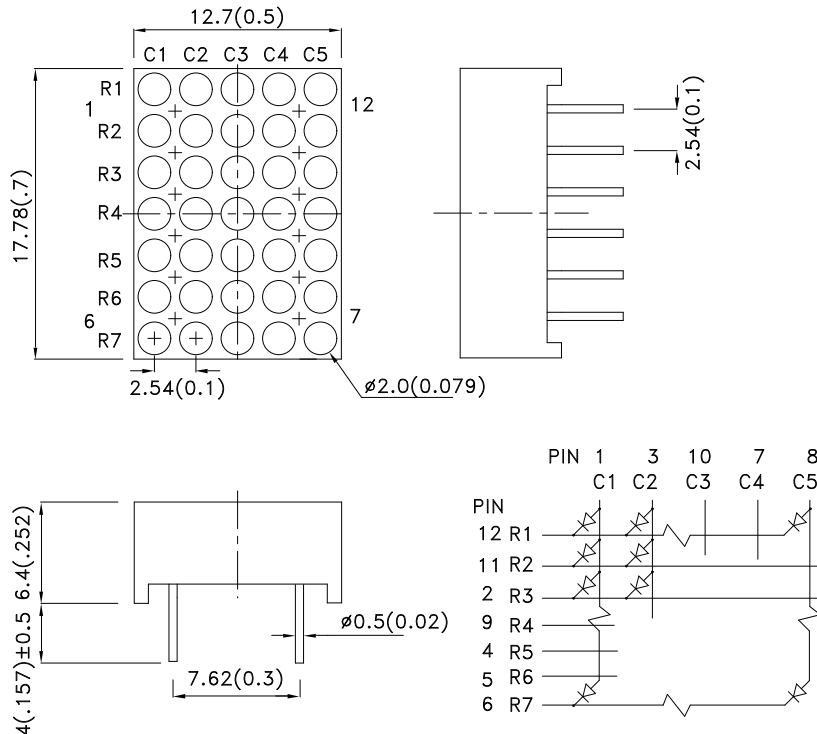 12.7(0.5)
C1 C2 C3 C4 C5
R1
1
12
R2
R3
R4
R5
R6
6
7
R7
17.78(.7)
2.54(0.1)
ø2.0(0.079)
2.54(0.1)
6.4(.252)
4(.157)±0.5
ø0.5(0.02)
7.62(0.3)
PIN 1 3 10 7 8
C1 C2 C3 C4 C5
PIN
12 R1
11 R2
2 R3
9 R4
4 R5
5 R6
6 R7